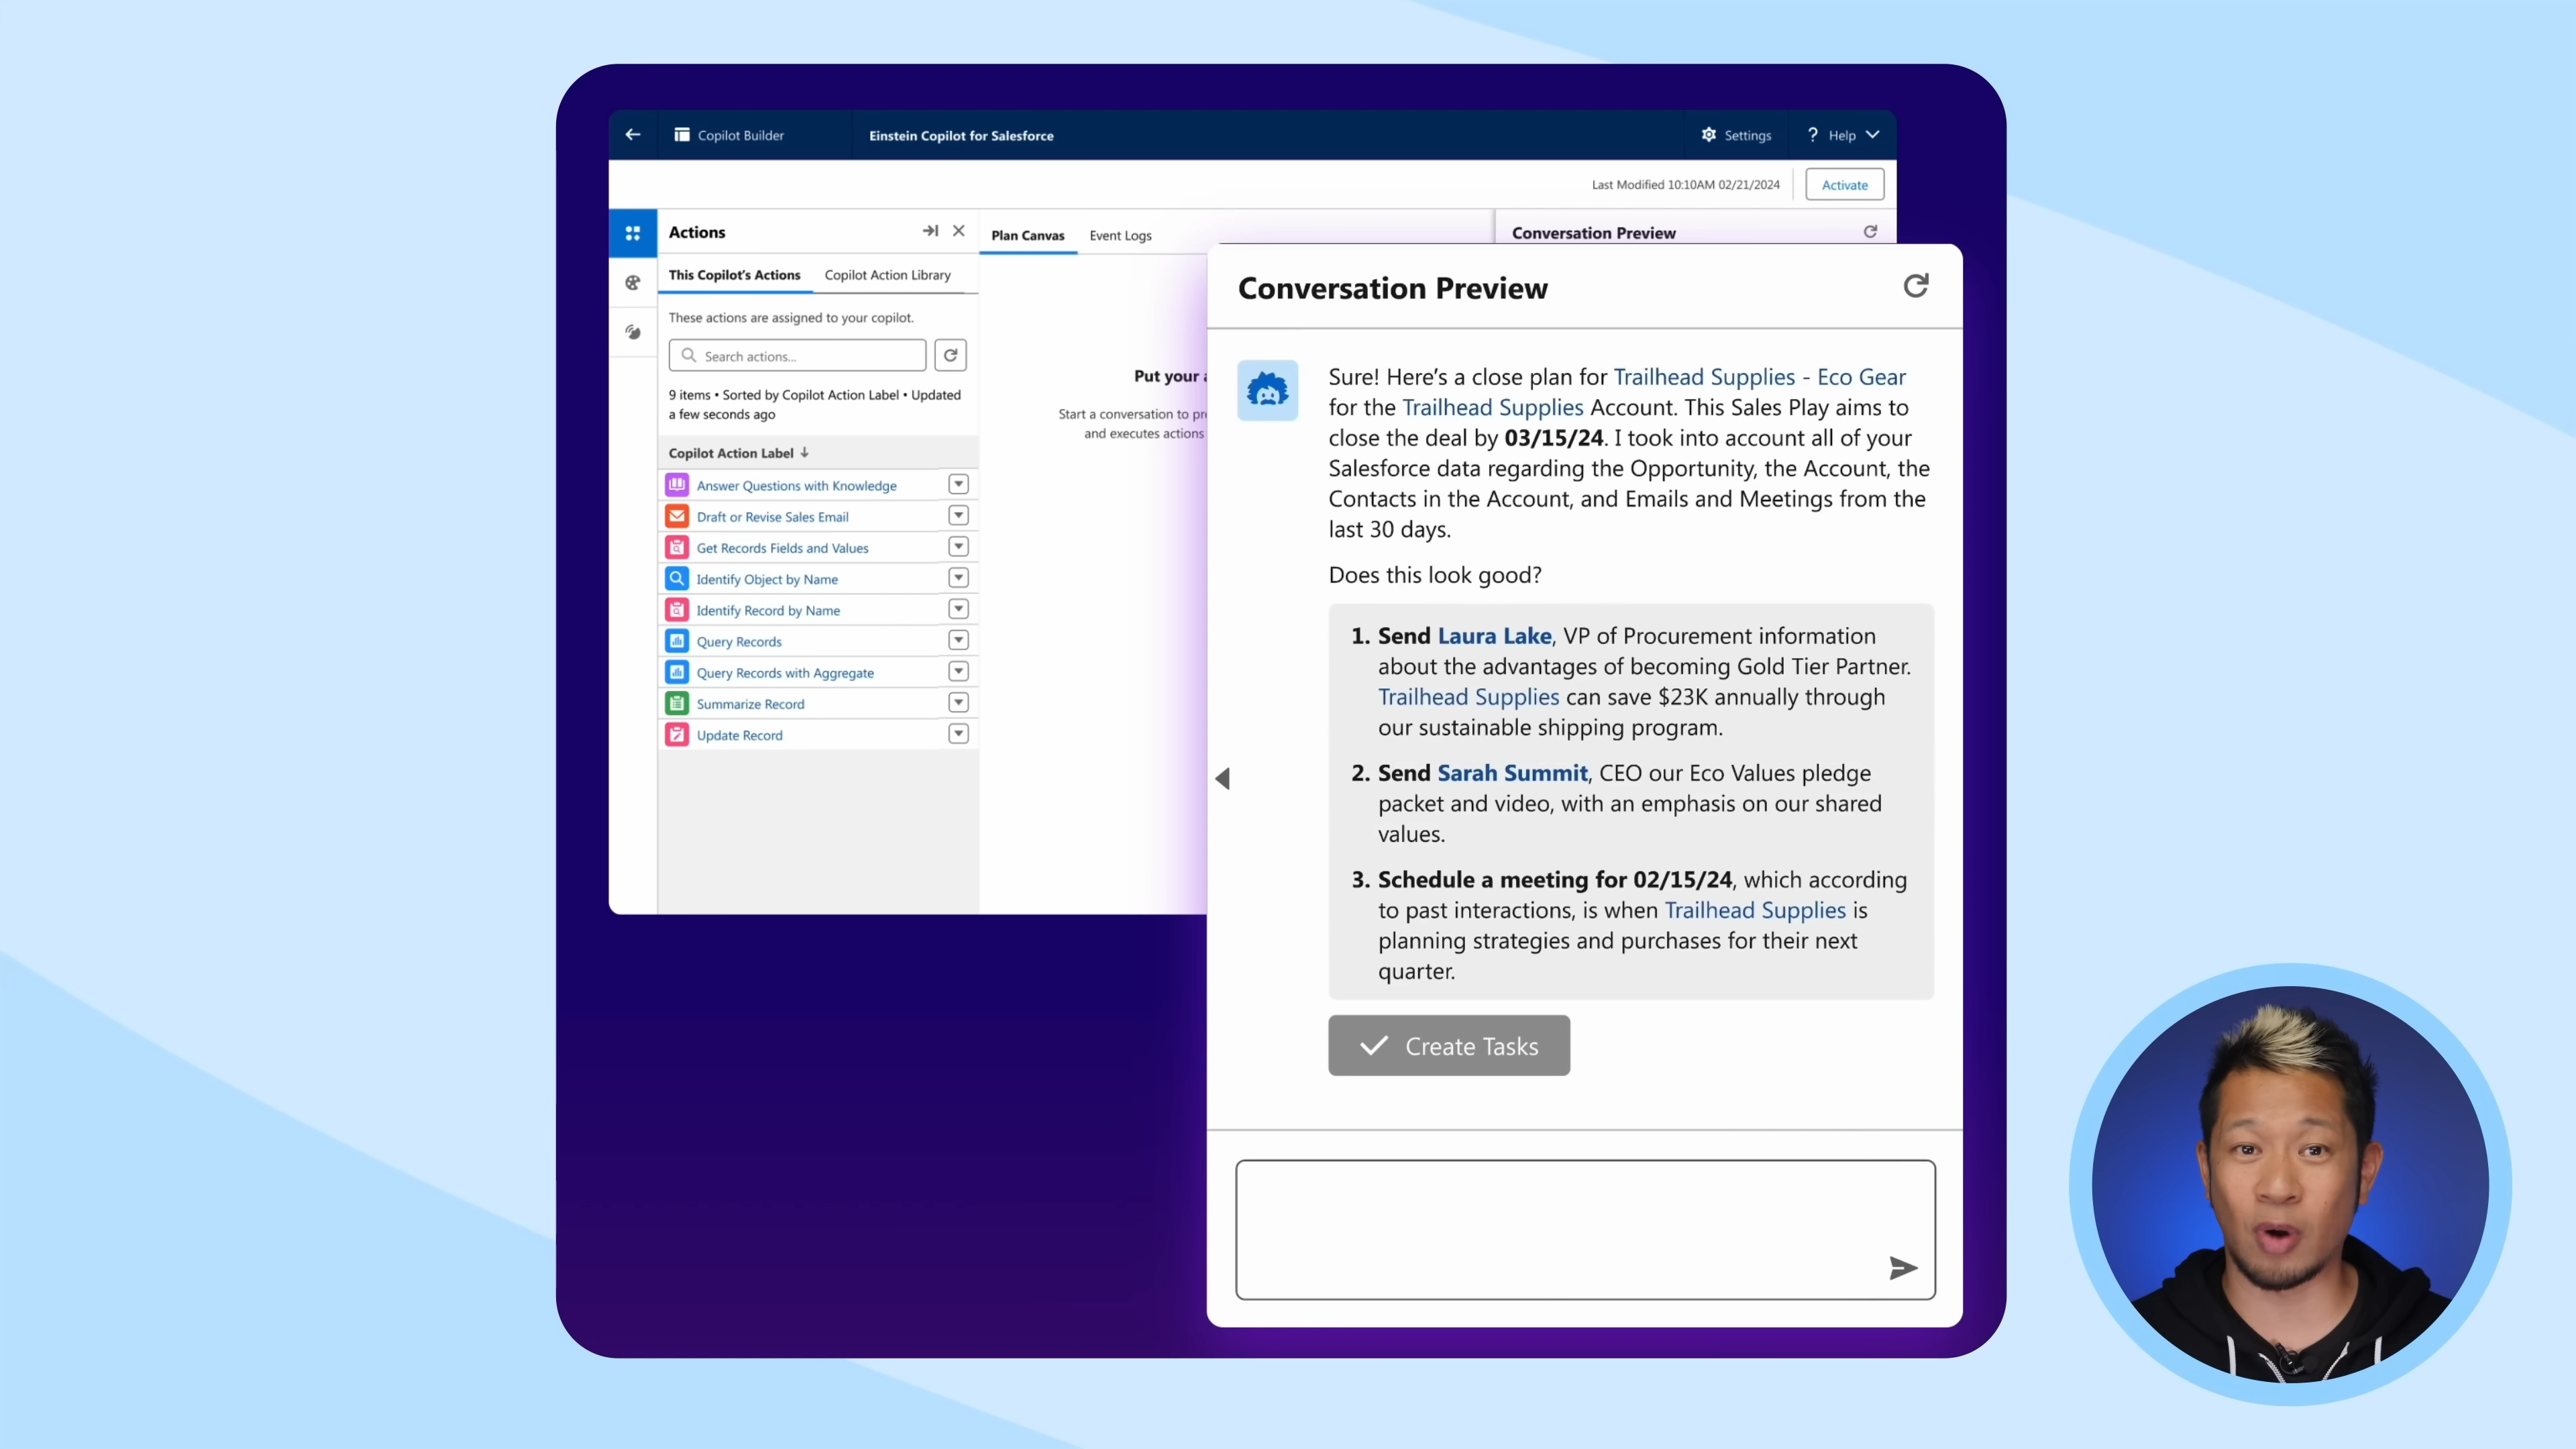 Copilot Builder
Einstein Copilot for Salesforce
Settings
? Help
Last Modified 10:10AM 02/21/2024
Activate
Actions
This Copilot's Actions
Copilot Action Library
These actions are assigned to your copilot.
Search actions...
9 items • Sorted by Copilot Action Label • Updated
a few seconds ago
Copilot Action Label ↓
Answer Questions with Knowledge
Draft or Revise Sales Email
Get Records Fields and Values
Identify Object by Name
Identify Record by Name
Query Records
Query Records with Aggregate
Summarize Record
Update Record
Plan Canvas
Event Logs
Put your
Start a conversation to
and executes actions
Conversation Preview
Conversation Preview
Sure! Here’s a close plan for Trailhead Supplies - Eco Gear
for the Trailhead Supplies Account. This Sales Play aims to
close the deal by 03/15/24. I took into account all of your
Salesforce data regarding the Opportunity, the Account, the
Contacts in the Account, and Emails and Meetings from the
last 30 days.
Does this look good?
1. Send Laura Lake, VP of Procurement information
about the advantages of becoming Gold Tier Partner.
Trailhead Supplies can save $23K annually through
our sustainable shipping program.
2. Send Sarah Summit, CEO our Eco Values pledge
packet and video, with an emphasis on our shared
values.
3. Schedule a meeting for 02/15/24, which according
to past interactions, is when Trailhead Supplies is
planning strategies and purchases for their next
quarter.
Create Tasks